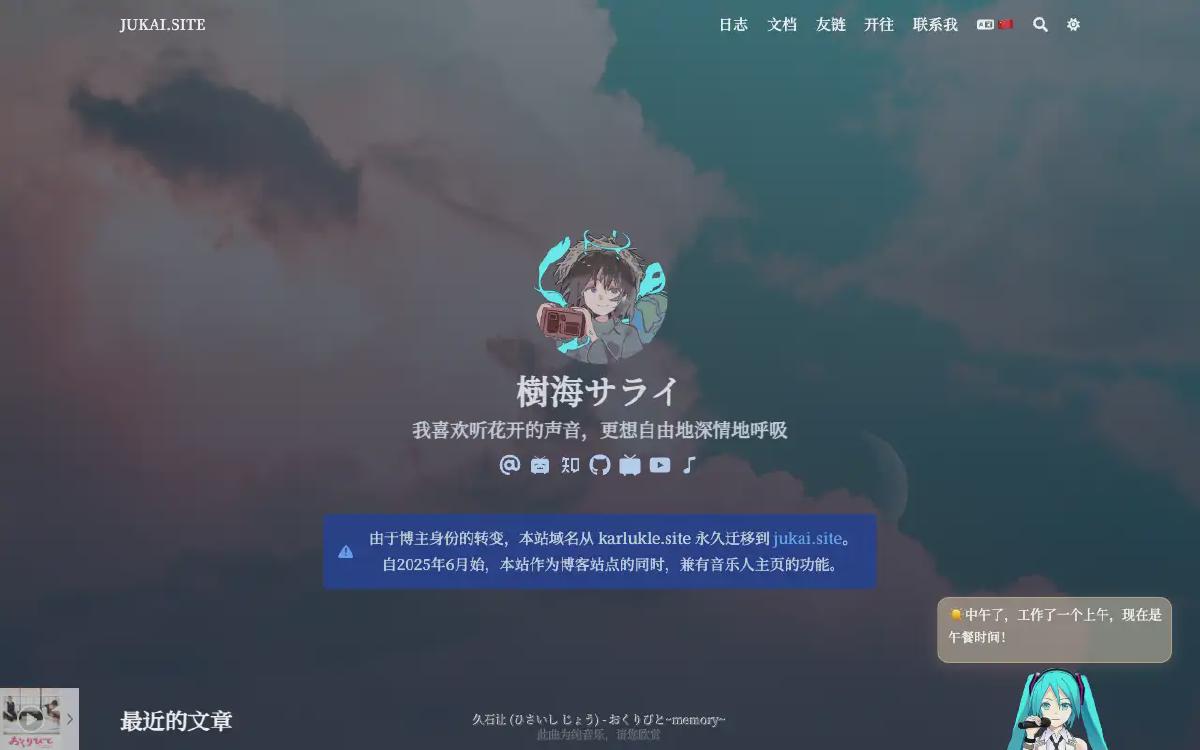 JUKAI.SITE
日志 文档 友链 开往 联系我
樹海サライ
我喜欢听花开的声音，更想自由地深情地呼吸
知
由于博主身份的转变，本站域名从 karlukle.site 永久迁移到 jukai.site。
自2025年6月始，本站作为博客站点的同时，兼有音乐人主页的功能。
☀️中午了，工作了一个上午，现在是
午餐时间！
おくりびと
最近的文章
久石让 (ひさいし じょう) - おくりびと~memory~
此曲为纯音乐，请您欣赏